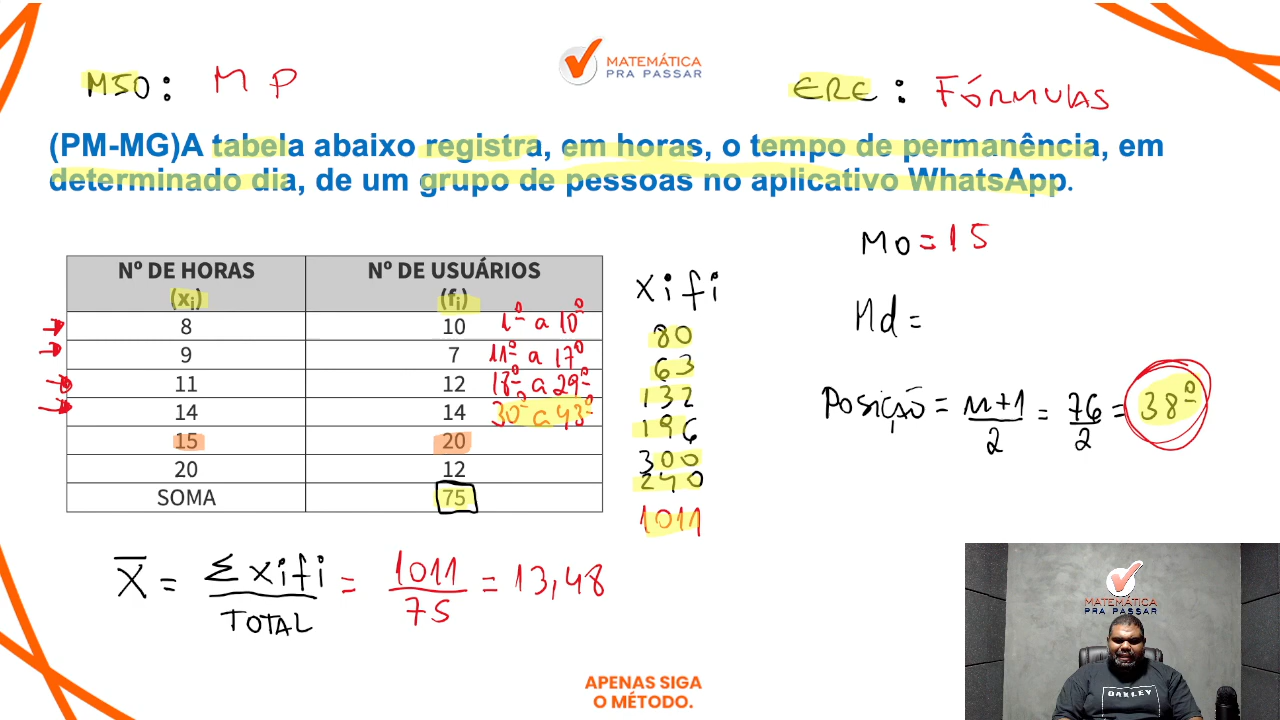 MATEMÁTICA
PRA PASSAR
M5O: M P
ERE: FÓRMULAS
(PM-MG)A tabela abaixo registra, em horas, o tempo de permanência, em
determinado dia, de um grupo de pessoas no aplicativo WhatsApp.
Mo = 15
Nº DE HORAS Nº DE USUÁRIOS xifi
(xi) (fi)
Md =
8 10 1º a 10º 80
9 7 11º a 17º 63
11 12 18º a 29º 132
14 14 30º a 43º 196
POSIÇÃO = n+1/2 = 76/2 = 38º
15 20 300
20 12 240
SOMA 75 1011
X̅ = Σxifi/TOTAL = 1011/75 = 13,48
MATEMÁTICA
PRA PASSAR
OAKLEY
APENAS SIGA
O MÉTODO.